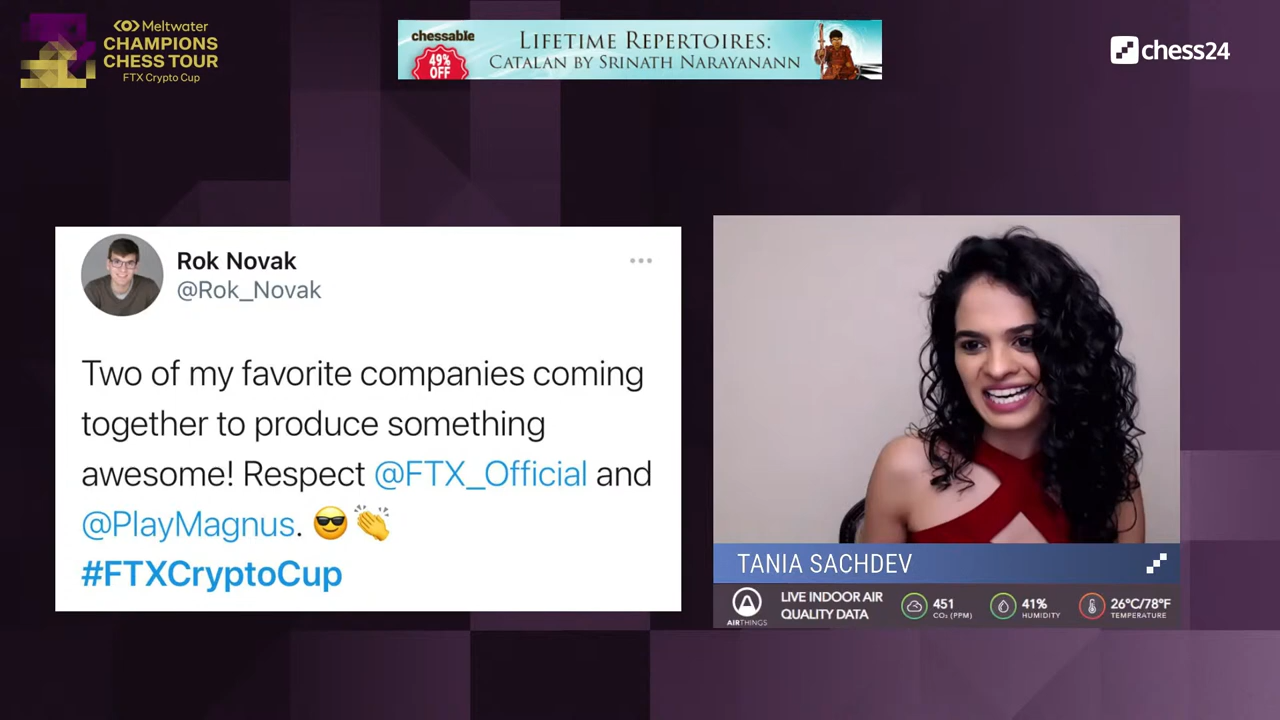 Meltwater
CHAMPIONS
CHESS TOUR
FTX Crypto Cup
chessable
49%
OFF
LIFETIME REPERTOIRES:
CATALAN BY SRINATH NARAYANANN
chess24
Rok Novak
@Rok_Novak
Two of my favorite companies coming
together to produce something
awesome! Respect @FTX_Official and
@PlayMagnus. 😎👏
#FTXCryptoCup
TANIA SACHDEV
AIRTHINGS
LIVE INDOOR AIR
QUALITY DATA
451
CO₂ (PPM)
41%
HUMIDITY
26°C/78°F
TEMPERATURE